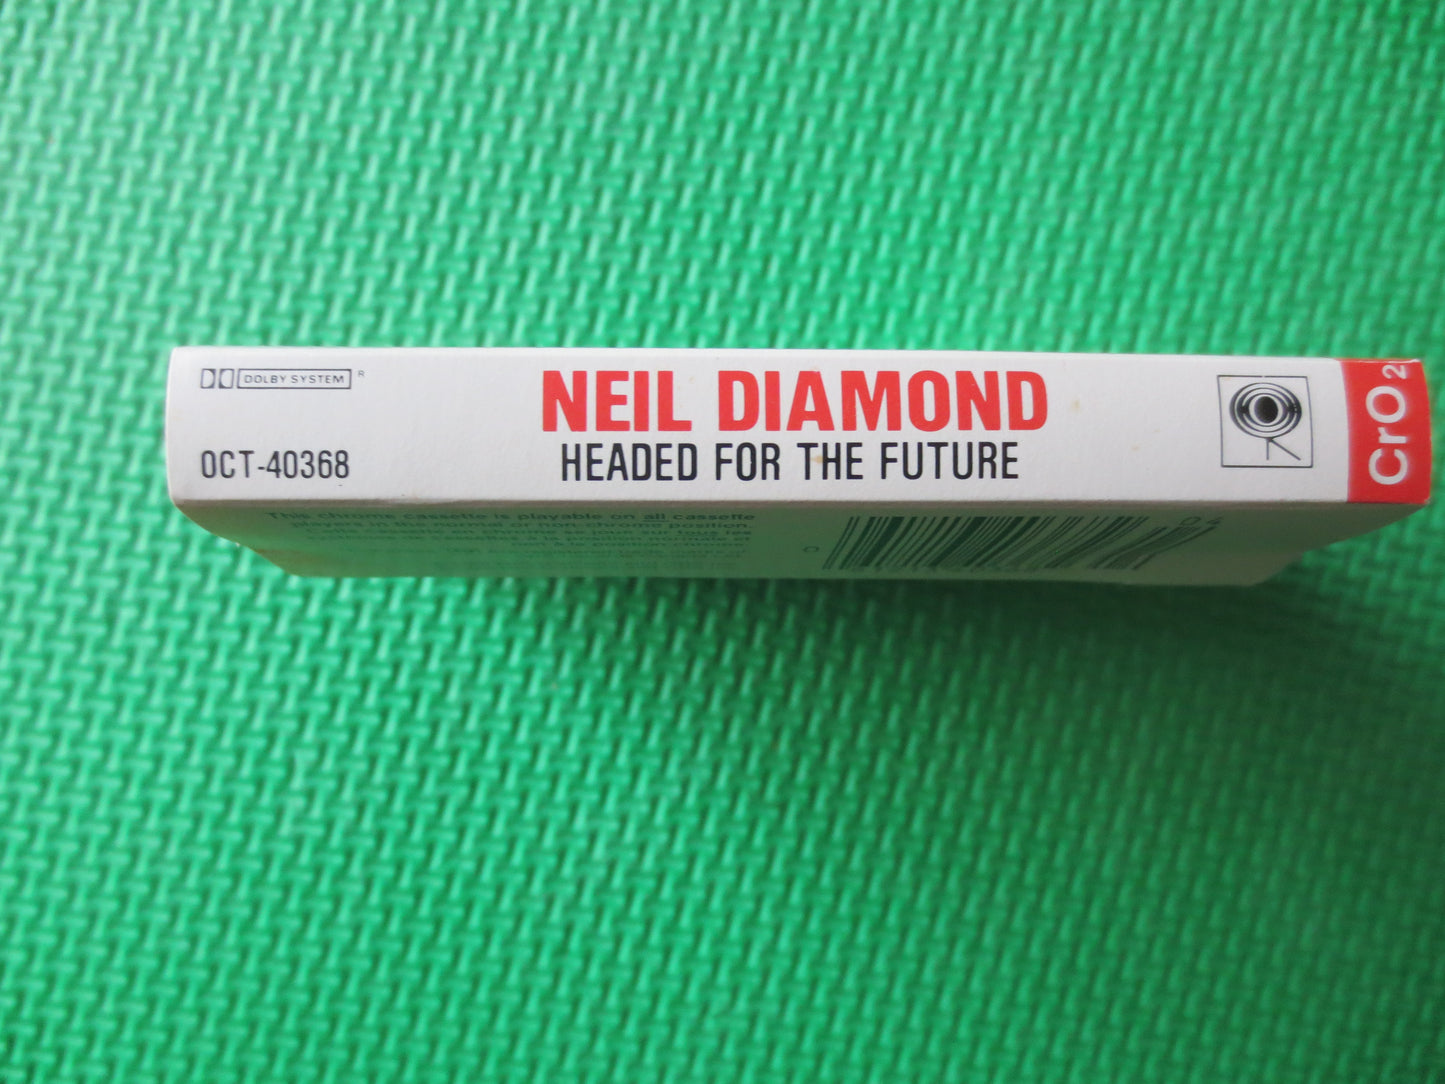 DOLBY SYSTEM R
NEIL DIAMOND
OCT-40368
HEADED FOR THE FUTURE
CrO2
This chrome cassette is playable on all cassette
players in the normal or non-chrome position.